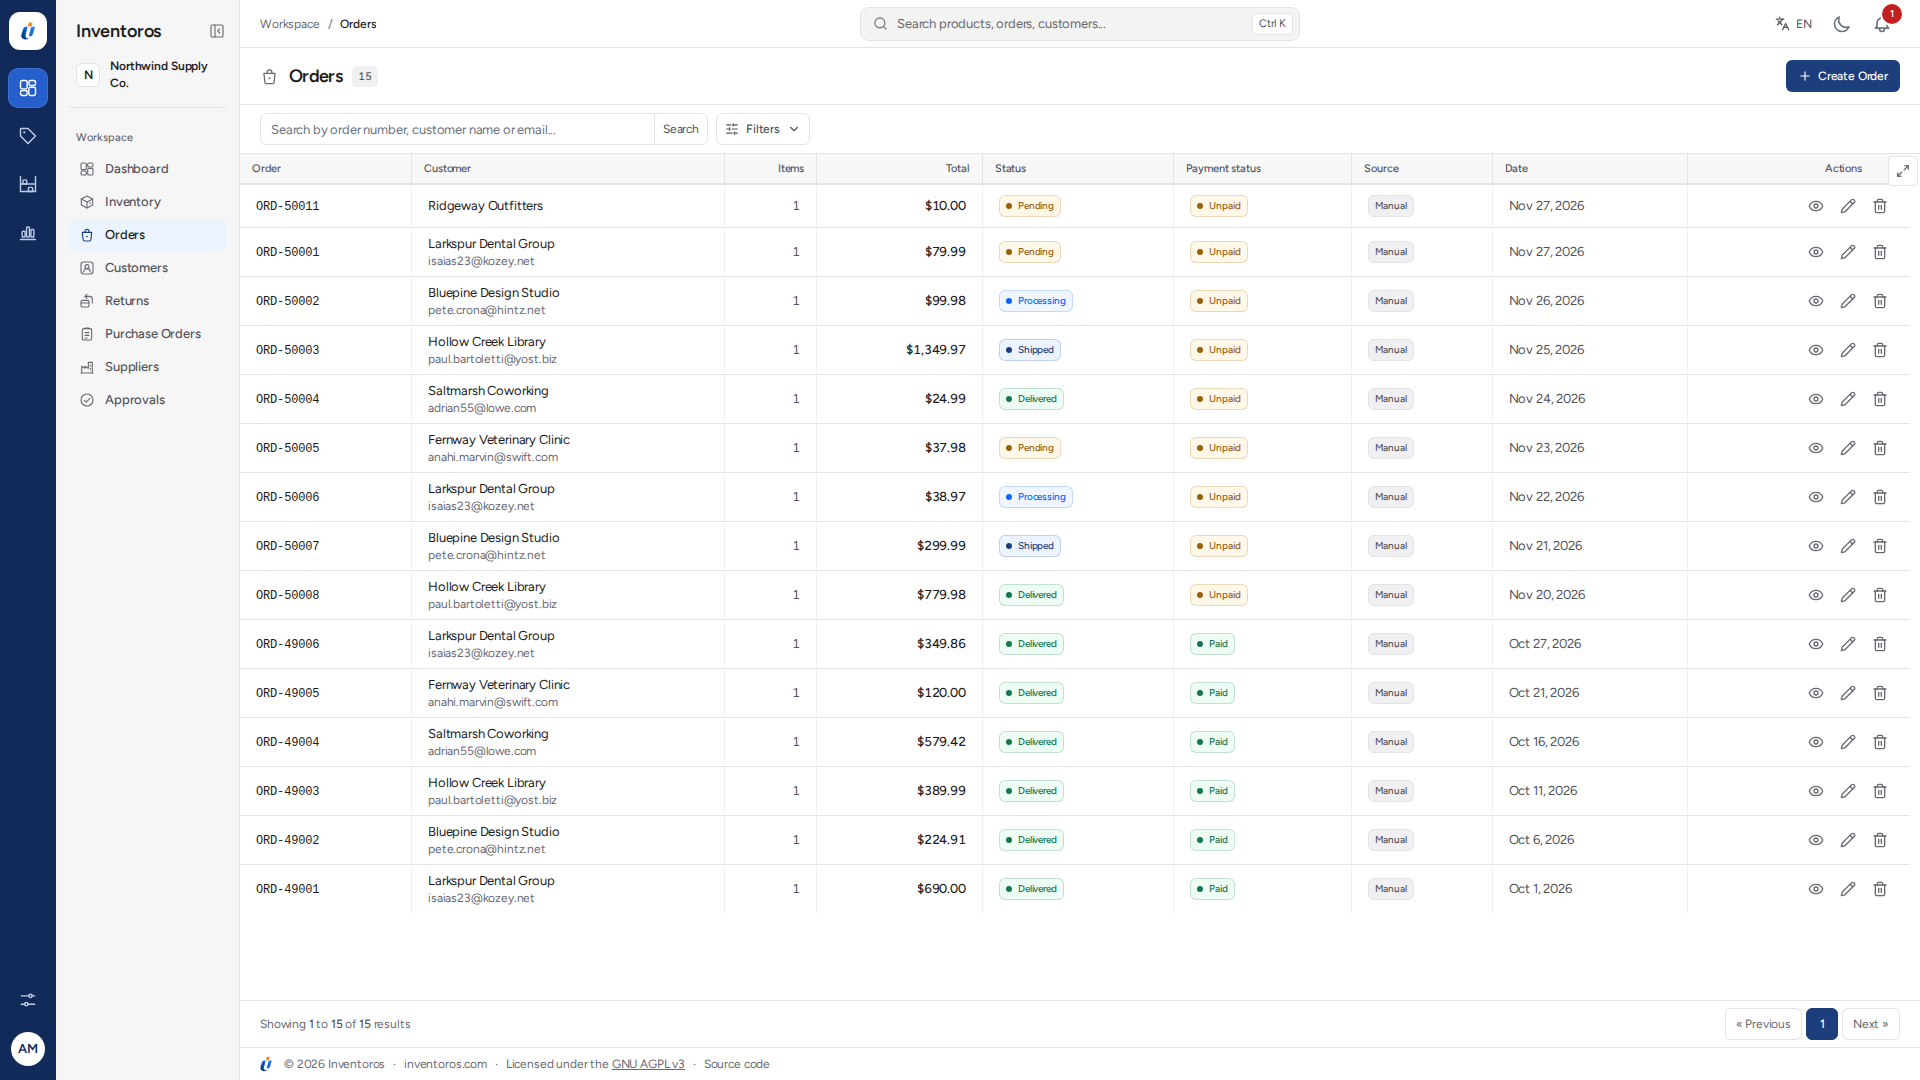 Inventoros
N
Northwind Supply Co.
Workspace
Dashboard
Inventory
Orders
Customers
Returns
Purchase Orders
Suppliers
Approvals
AM
Workspace / Orders
Search products, orders, customers...
Ctrl K
EN
1
Orders 15
Create Order
Search by order number, customer name or email...
Search
Filters
Order Customer Items Total Status Payment status Source Date Actions
ORD-50011 Ridgeway Outfitters 1 $10.00 Pending Unpaid Manual Nov 27, 2026
ORD-50001 Larkspur Dental Group 1 $79.99 Pending Unpaid Manual Nov 27, 2026
isaias23@kozey.net
ORD-50002 Bluepine Design Studio 1 $99.98 Processing Unpaid Manual Nov 26, 2026
pete.crona@hintz.net
ORD-50003 Hollow Creek Library 1 $1,349.97 Shipped Unpaid Manual Nov 25, 2026
paul.bartoletti@yost.biz
ORD-50004 Saltmarsh Coworking 1 $24.99 Delivered Unpaid Manual Nov 24, 2026
adrian55@lowe.com
ORD-50005 Fernway Veterinary Clinic 1 $37.98 Pending Unpaid Manual Nov 23, 2026
anahi.marvin@swift.com
ORD-50006 Larkspur Dental Group 1 $38.97 Processing Unpaid Manual Nov 22, 2026
isaias23@kozey.net
ORD-50007 Bluepine Design Studio 1 $299.99 Shipped Unpaid Manual Nov 21, 2026
pete.crona@hintz.net
ORD-50008 Hollow Creek Library 1 $779.98 Delivered Unpaid Manual Nov 20, 2026
paul.bartoletti@yost.biz
ORD-49006 Larkspur Dental Group 1 $349.86 Delivered Paid Manual Oct 27, 2026
isaias23@kozey.net
ORD-49005 Fernway Veterinary Clinic 1 $120.00 Delivered Paid Manual Oct 21, 2026
anahi.marvin@swift.com
ORD-49004 Saltmarsh Coworking 1 $579.42 Delivered Paid Manual Oct 16, 2026
adrian55@lowe.com
ORD-49003 Hollow Creek Library 1 $389.99 Delivered Paid Manual Oct 11, 2026
paul.bartoletti@yost.biz
ORD-49002 Bluepine Design Studio 1 $224.91 Delivered Paid Manual Oct 6, 2026
pete.crona@hintz.net
ORD-49001 Larkspur Dental Group 1 $690.00 Delivered Paid Manual Oct 1, 2026
isaias23@kozey.net
Showing 1 to 15 of 15 results
« Previous 1 Next »
© 2026 Inventoros · inventoros.com · Licensed under the GNU AGPL v3 · Source code